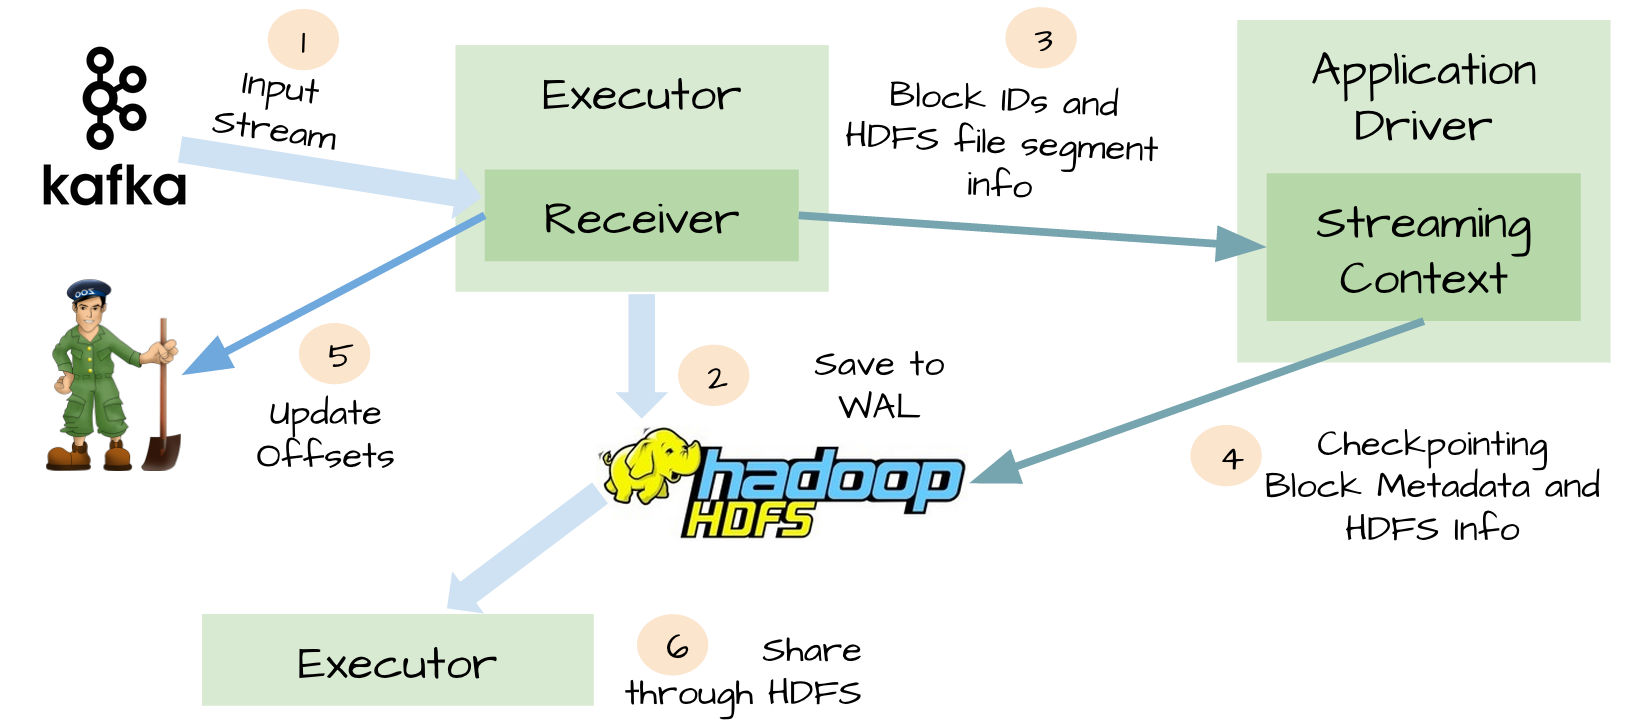 1
Input
Stream
kafka
Executor
Receiver
3
Block IDs and
HDFS file segment
info
Application
Driver
Streaming
Context
5
Update
Offsets
2
Save to
WAL
hadoop
HDFS
4
Checkpointing
Block Metadata and
HDFS Info
Executor
6
Share
through HDFS